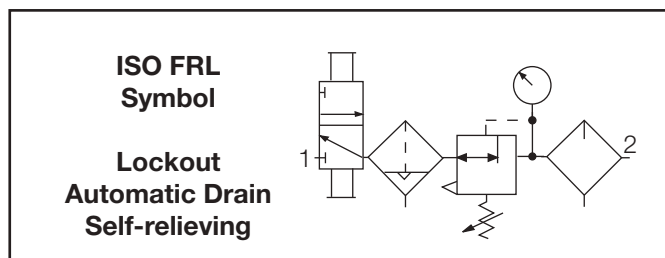 ISO FRL
Symbol
Lockout
Automatic Drain
Self-relieving
1
2